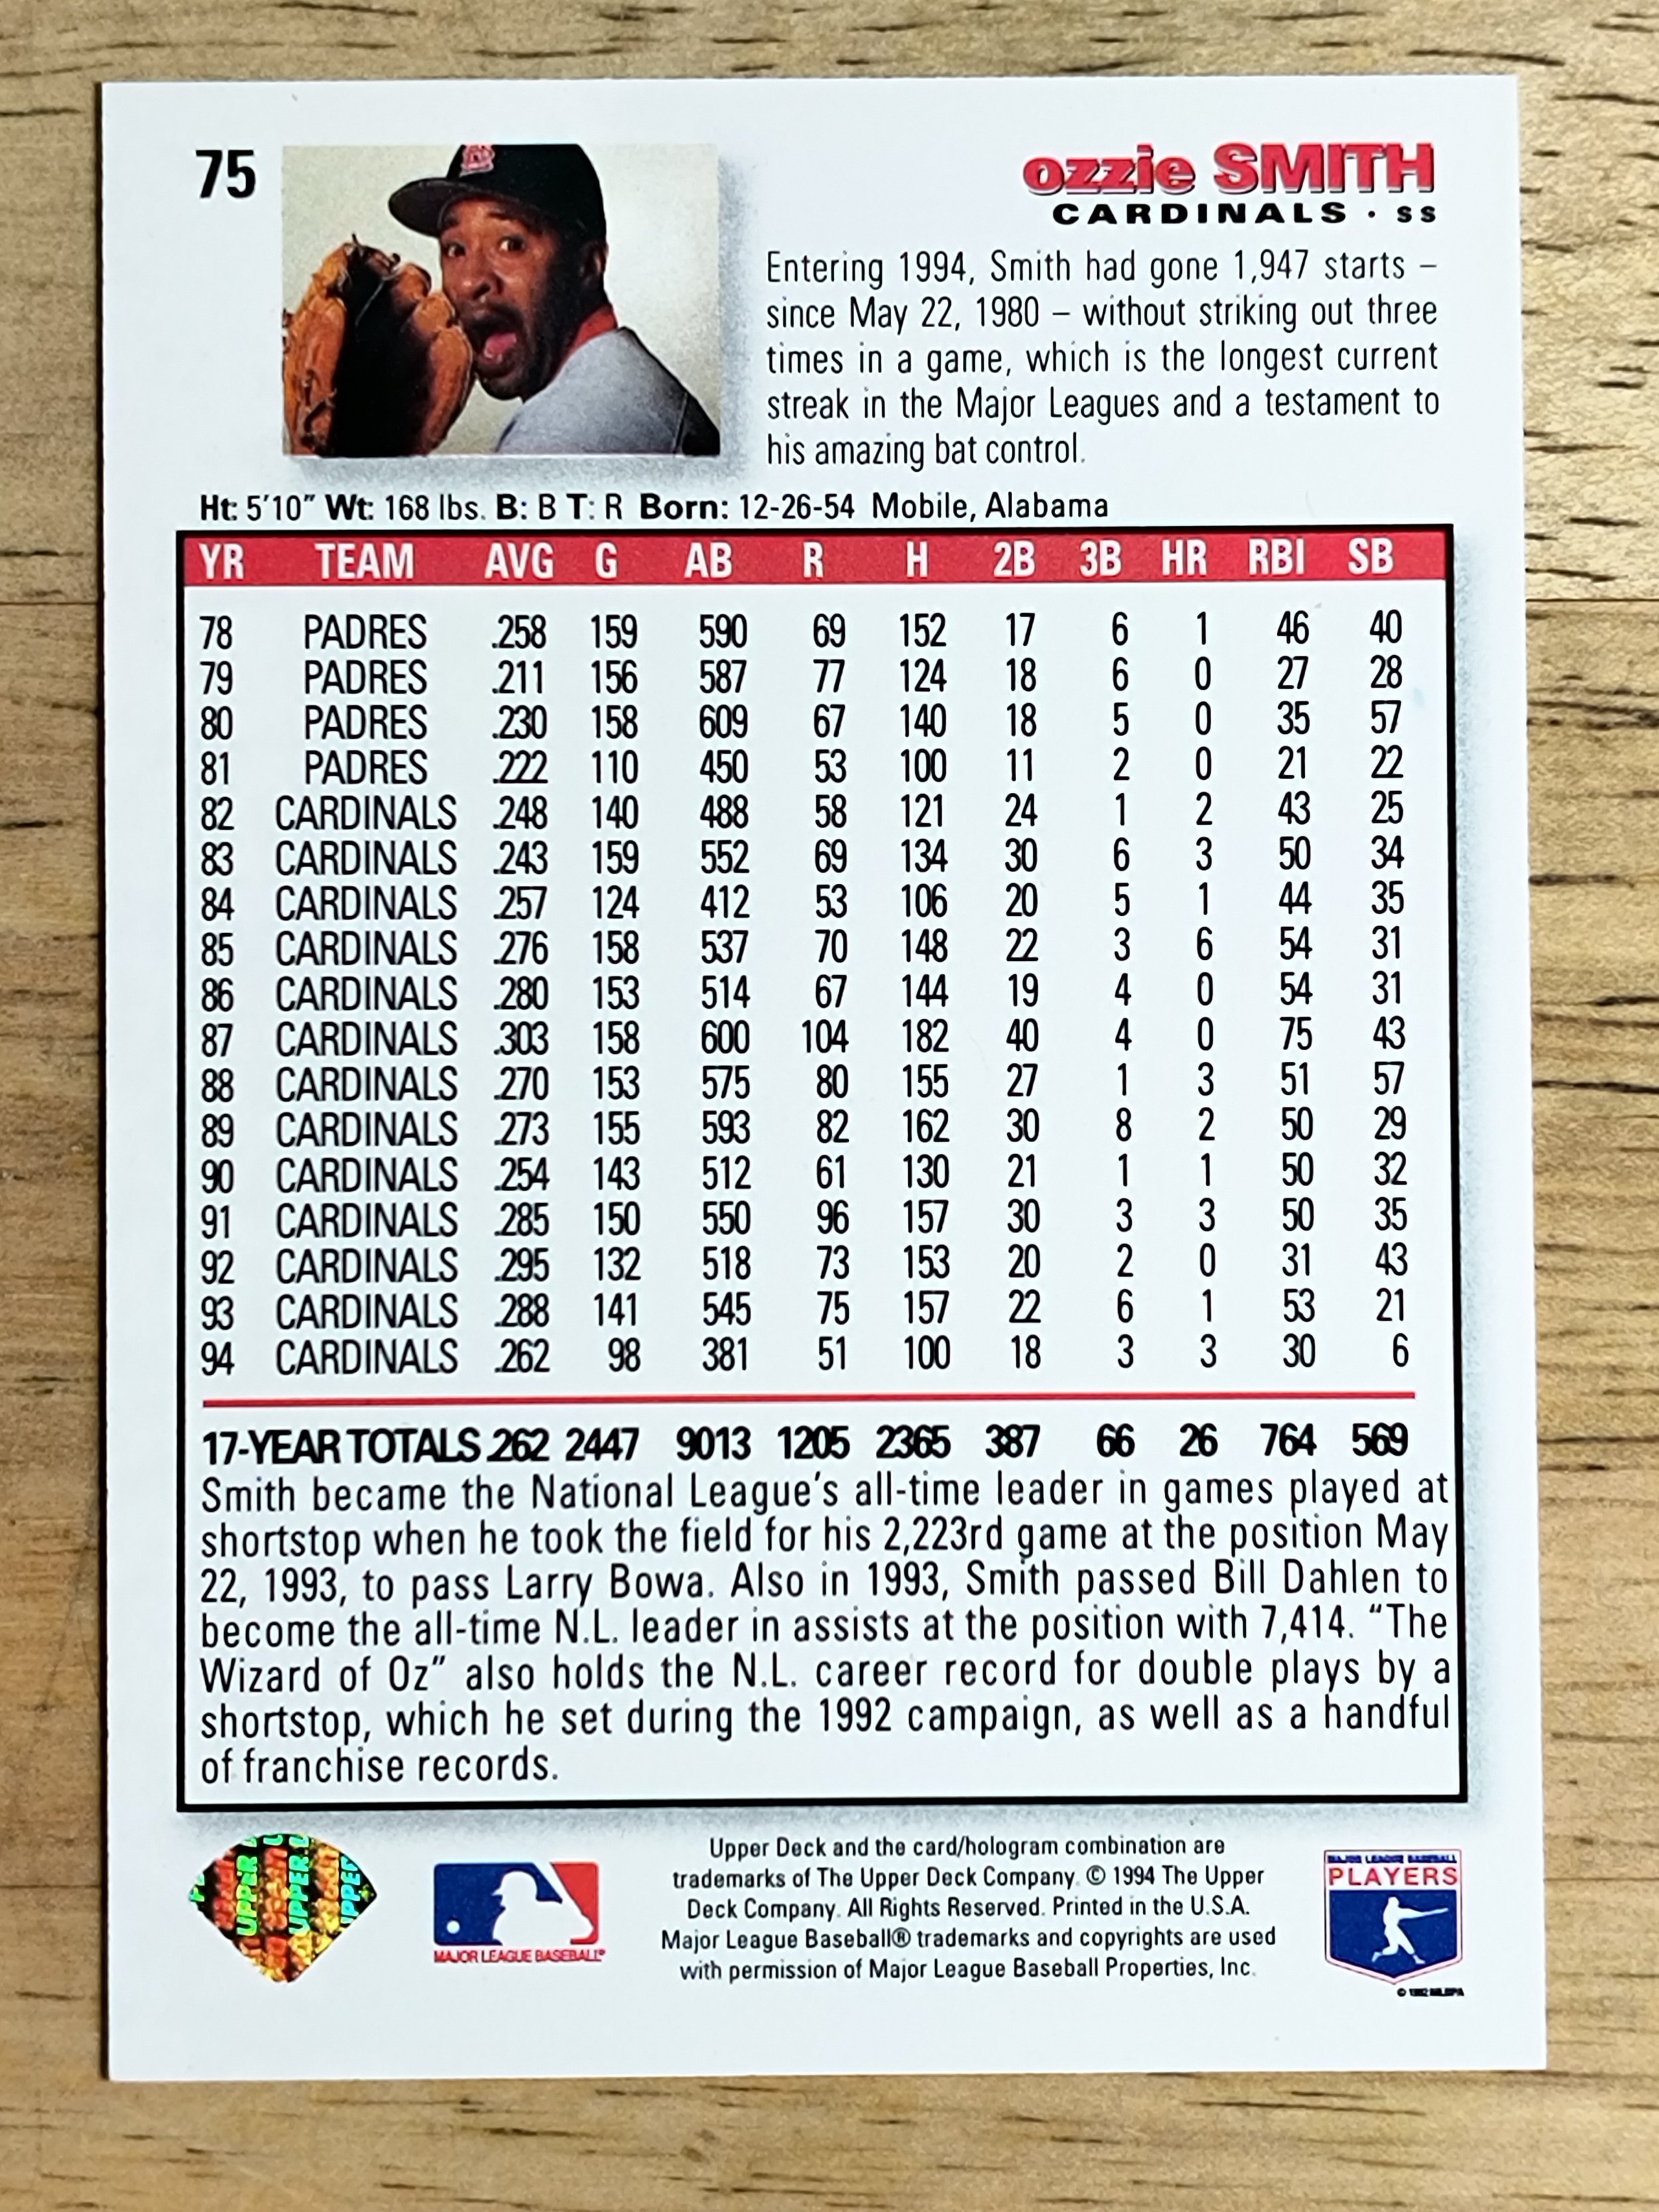 75
ozzie SMITH
CARDINALS · SS
Entering 1994, Smith had gone 1,947 starts –
since May 22, 1980 – without striking out three
times in a game, which is the longest current
streak in the Major Leagues and a testament to
his amazing bat control.
Ht: 5'10" Wt: 168 lbs. B: B T: R Born: 12-26-54 Mobile, Alabama
YR TEAM AVG G AB R H 2B 3B HR RBI SB
78 PADRES .258 159 590 69 152 17 6 1 46 40
79 PADRES .211 156 587 77 124 18 6 0 27 28
80 PADRES .230 158 609 67 140 18 5 0 35 57
81 PADRES .222 110 450 53 100 11 2 0 21 22
82 CARDINALS .248 140 488 58 121 24 1 2 43 25
83 CARDINALS .243 159 552 69 134 30 6 3 50 34
84 CARDINALS .257 124 412 53 106 20 5 1 44 35
85 CARDINALS .276 158 537 70 148 22 3 6 54 31
86 CARDINALS .280 153 514 67 144 19 4 0 54 31
87 CARDINALS .303 158 600 104 182 40 4 0 75 43
88 CARDINALS .270 153 575 80 155 27 1 3 51 57
89 CARDINALS .273 155 593 82 162 30 8 2 50 29
90 CARDINALS .254 143 512 61 130 21 1 1 50 32
91 CARDINALS .285 150 550 96 157 30 3 3 50 35
92 CARDINALS .295 132 518 73 153 20 2 0 31 43
93 CARDINALS .288 141 545 75 157 22 6 1 53 21
94 CARDINALS .262 98 381 51 100 18 3 3 30 6
17-YEAR TOTALS .262 2447 9013 1205 2365 387 66 26 764 569
Smith became the National League's all-time leader in games played at
shortstop when he took the field for his 2,223rd game at the position May
22, 1993, to pass Larry Bowa. Also in 1993, Smith passed Bill Dahlen to
become the all-time N.L. leader in assists at the position with 7,414. "The
Wizard of Oz" also holds the N.L. career record for double plays by a
shortstop, which he set during the 1992 campaign, as well as a handful
of franchise records.
UPPER UPPER UPPER
MAJOR LEAGUE BASEBALL®
Upper Deck and the card/hologram combination are
trademarks of The Upper Deck Company. © 1994 The Upper
Deck Company. All Rights Reserved. Printed in the U.S.A.
Major League Baseball® trademarks and copyrights are used
with permission of Major League Baseball Properties, Inc.
MAJOR LEAGUE BASEBALL
PLAYERS
© 1992 MLBPA